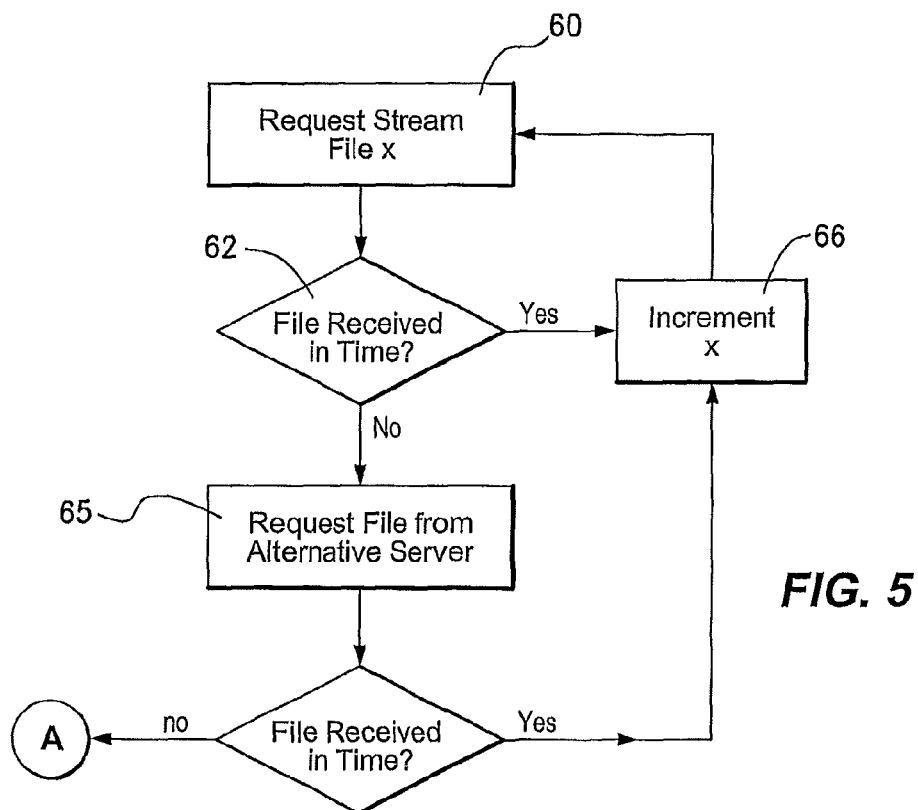 60
Request Stream
File x
62
File Received
in Time?
Yes
66
Increment
x
No
65
Request File from
Alternative Server
FIG. 5
A
no
File Received
in Time?
Yes